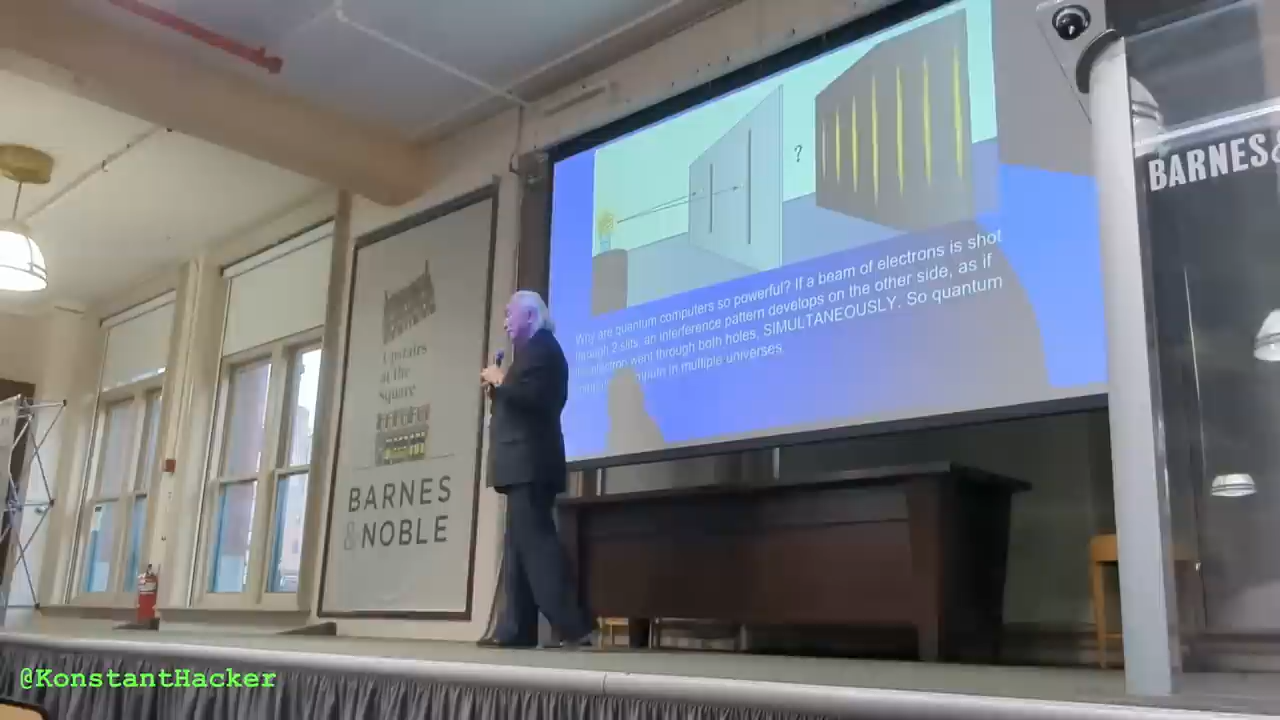 ?
Why are quantum computers so powerful? If a beam of electrons is shot
through 2 slits, an interference pattern develops on the other side, as if
the electron went through both holes, SIMULTANEOUSLY. So quantum
compute in multiple universes.
Upstairs
at the
Square
BARNES
&NOBLE
BARNES&
@KonstantHacker